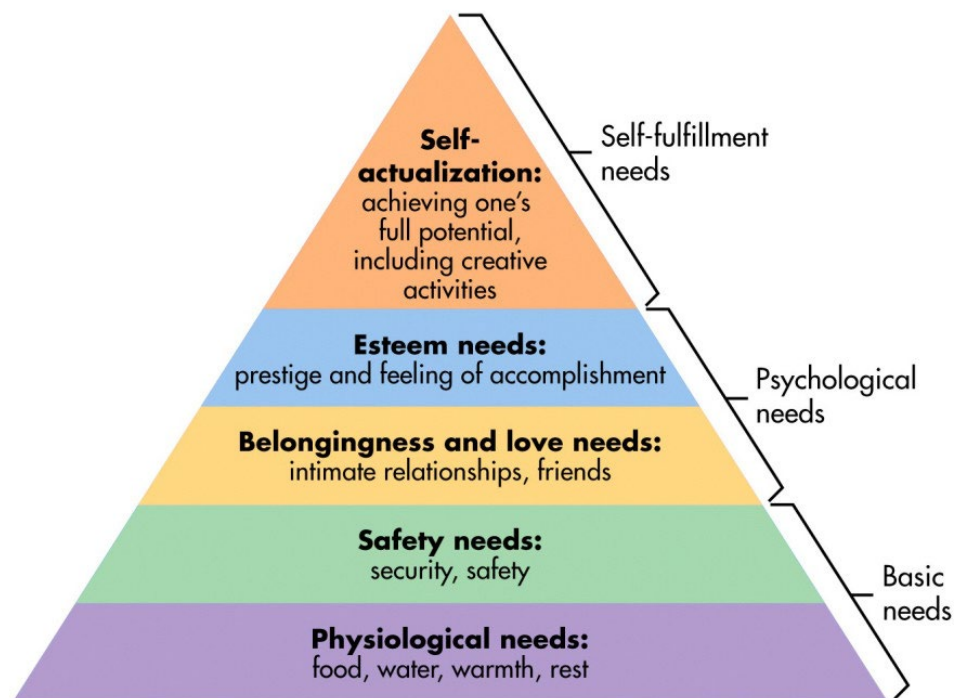 Self-
actualization:
achieving one’s
full potential,
including creative
activities
Self-fulfillment
needs
Esteem needs:
prestige and feeling of accomplishment
Psychological
needs
Belongingness and love needs:
intimate relationships, friends
Safety needs:
security, safety
Basic
needs
Physiological needs:
food, water, warmth, rest